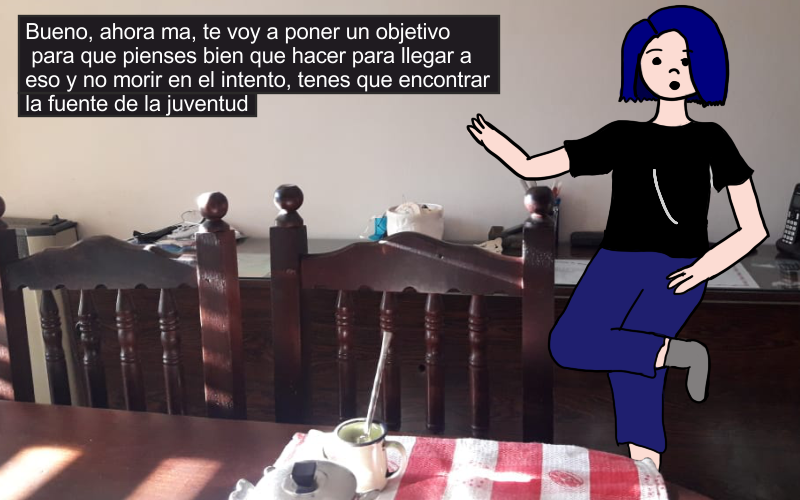 Bueno, ahora ma, te voy a poner un objetivo
para que pienses bien que hacer para llegar a
eso y no morir en el intento, tenes que encontrar
la fuente de la juventud